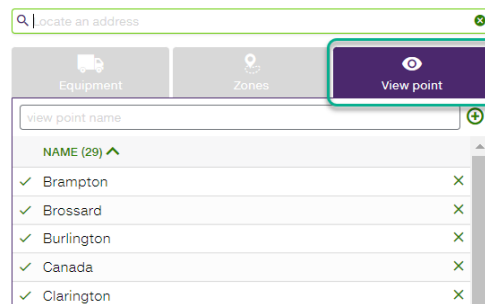 Locate an address
Equipment
Zones
View point
view point name
NAME (29)
Brampton
Brossard
Burlington
Canada
Clarington